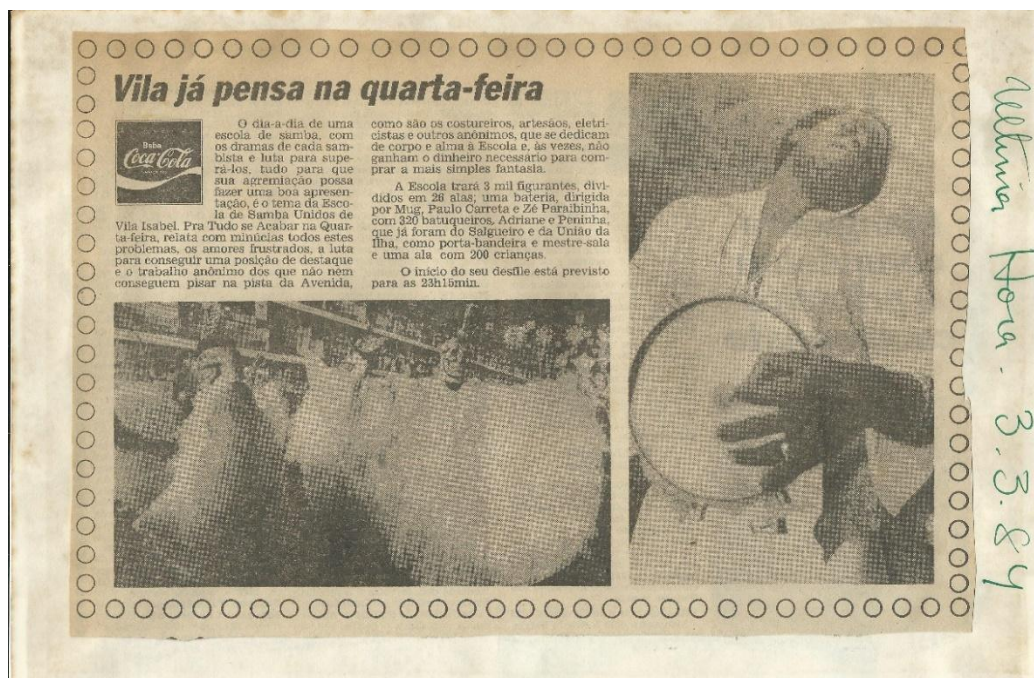 Vila já pensa na quarta-feira
Beba
Coca-Cola
O dia-a-dia de uma
escola de samba, com
os dramas de cada sam-
bista e luta para supe-
rá-los, tudo para que
sua agremiação possa
fazer uma boa apresen-
tação, é o tema da Esco-
la de Samba Unidos de
Vila Isabel. Pra Tudo se Acabar na Quar-
ta-feira, relata com minúcias todos estes
problemas, os amores frustrados, a luta
para conseguir uma posição de destaque
e o trabalho anônimo dos que não nem
conseguem pisar na pista da Avenida,
como são os costureiros, artesãos, eletri-
cistas e outros anônimos, que se dedicam
de corpo e alma à Escola e, às vezes, não
ganham o dinheiro necessário para com-
prar a mais simples fantasia.
A Escola trará 3 mil figurantes, divi-
didos em 26 alas; uma bateria, dirigida
por Mug, Paulo Carreta e Zé Paraibinha,
com 320 batuqueiros, Adriane e Peninha,
que já foram do Salgueiro e da União da
Ilha, como porta-bandeira e mestre-sala
e uma ala com 200 crianças.
O início do seu desfile está previsto
para as 23h15min.
Ultima Hora - 3.3.84